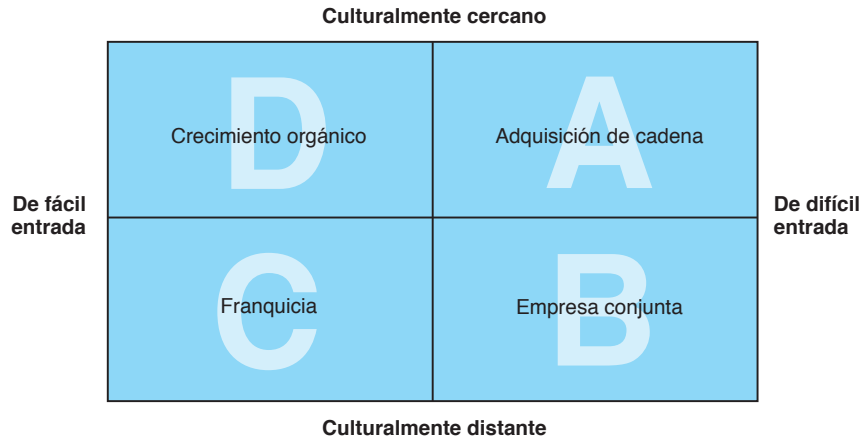 Culturalmente cercano
D
Crecimiento orgánico
A
Adquisición de cadena
De fácil
entrada
De difícil
entrada
C
Franquicia
B
Empresa conjunta
Culturalmente distante